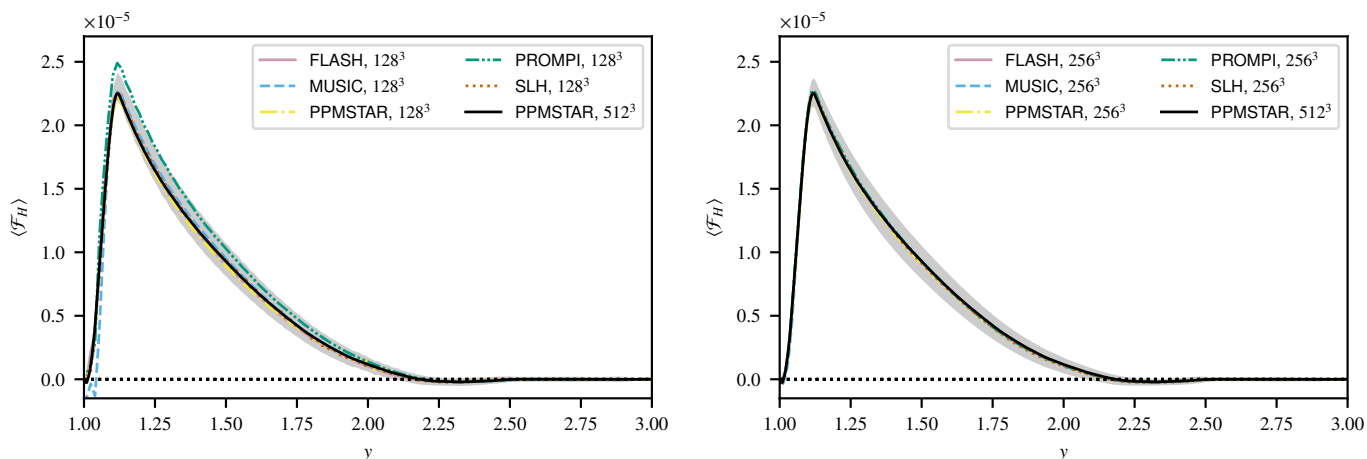 ×10⁻⁵
2.5
2.0
1.5
1.0
0.5
0.0
⟨ℱ_H⟩
FLASH, 128³
MUSIC, 128³
PPMSTAR, 128³
PROMPI, 128³
SLH, 128³
PPMSTAR, 512³
1.00 1.25 1.50 1.75 2.00 2.25 2.50 2.75 3.00
y
×10⁻⁵
2.5
2.0
1.5
1.0
0.5
0.0
⟨ℱ_H⟩
FLASH, 256³
MUSIC, 256³
PPMSTAR, 256³
PROMPI, 256³
SLH, 256³
PPMSTAR, 512³
1.00 1.25 1.50 1.75 2.00 2.25 2.50 2.75 3.00
y